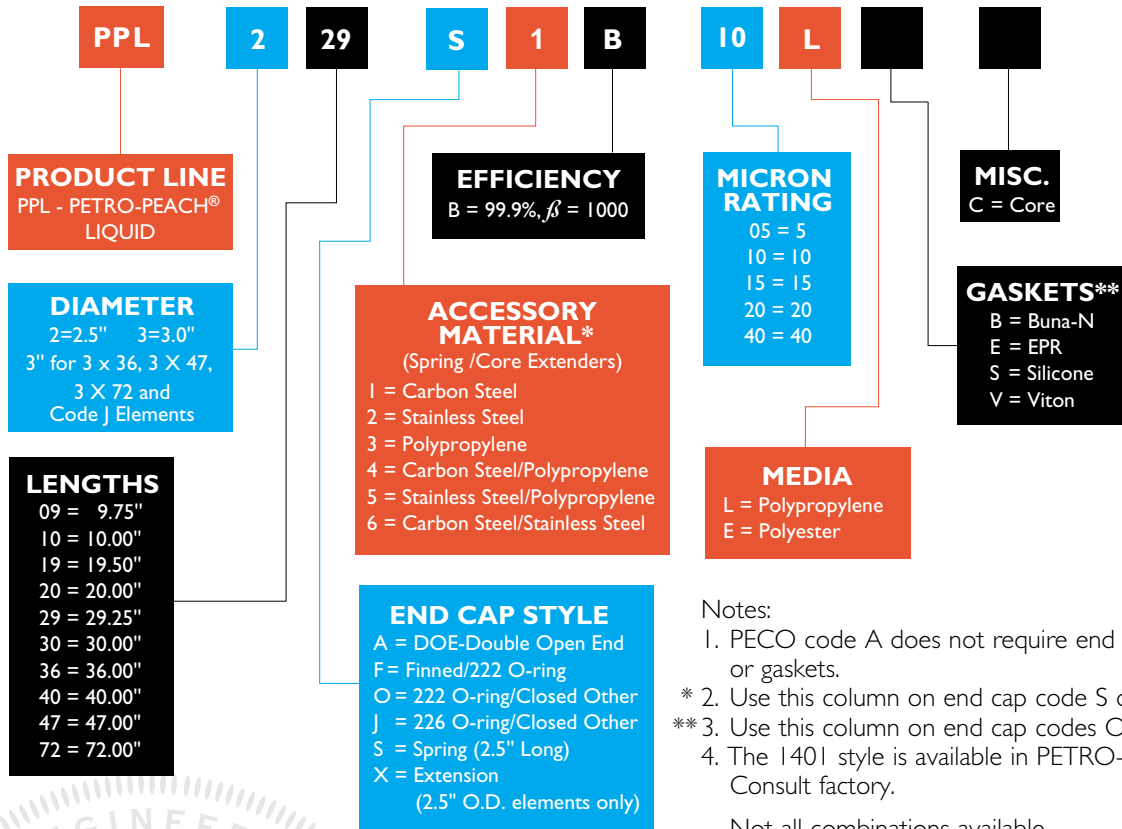 PPL 2 29 S 1 B 10 L
PRODUCT LINE
PPL - PETRO-PEACH®
LIQUID
DIAMETER
2=2.5" 3=3.0"
3" for 3 x 36, 3 X 47,
3 X 72 and
Code J Elements
LENGTHS
09 = 9.75"
10 = 10.00"
19 = 19.50"
20 = 20.00"
29 = 29.25"
30 = 30.00"
36 = 36.00"
40 = 40.00"
47 = 47.00"
72 = 72.00"
EFFICIENCY
B = 99.9%, ß = 1000
ACCESSORY
MATERIAL*
(Spring /Core Extenders)
1 = Carbon Steel
2 = Stainless Steel
3 = Polypropylene
4 = Carbon Steel/Polypropylene
5 = Stainless Steel/Polypropylene
6 = Carbon Steel/Stainless Steel
END CAP STYLE
A = DOE-Double Open End
F = Finned/222 O-ring
O = 222 O-ring/Closed Other
J = 226 O-ring/Closed Other
S = Spring (2.5" Long)
X = Extension
(2.5" O.D. elements only)
MICRON
RATING
05 = 5
10 = 10
15 = 15
20 = 20
40 = 40
MEDIA
L = Polypropylene
E = Polyester
MISC.
C = Core
GASKETS**
B = Buna-N
E = EPR
S = Silicone
V = Viton
Notes:
1. PECO code A does not require end
or gaskets.
* 2. Use this column on end cap code S
** 3. Use this column on end cap codes O
4. The 1401 style is available in PETRO-
Consult factory.
Not all combinations available